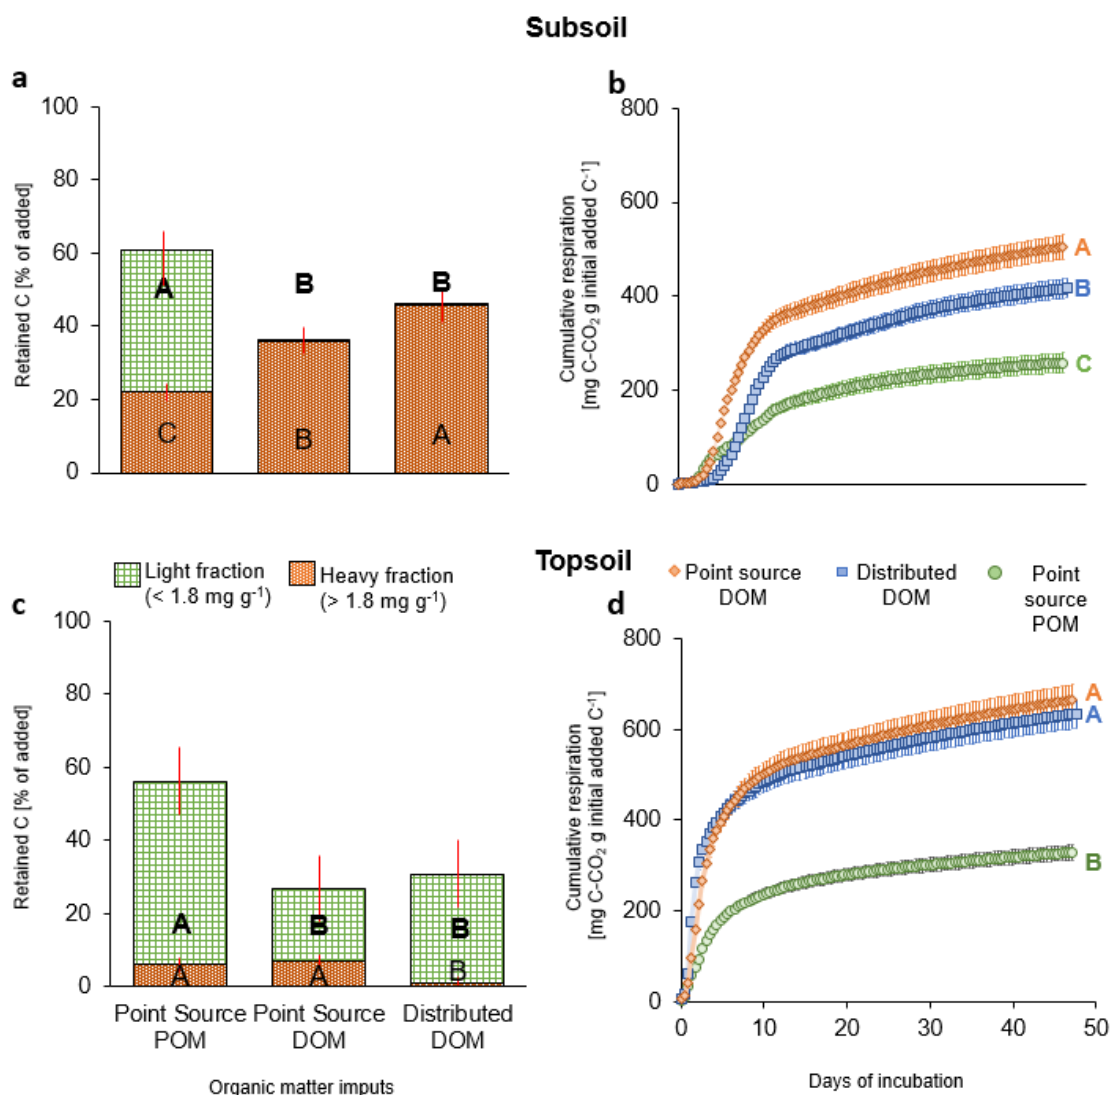 Subsoil
a
Retained C [% of added]
100
80
60
40
20
0
A
C
B
B
B
A
b
Cumulative respiration
[mg C-CO₂ g initial added C⁻¹]
800
600
400
200
0
A
B
C
Topsoil
Light fraction
(< 1.8 mg g⁻¹)
Heavy fraction
(> 1.8 mg g⁻¹)
Point source
DOM
Distributed
DOM
Point
source
POM
c
Retained C [% of added]
100
80
60
40
20
0
A
A
B
A
B
B
Point Source
POM
Point Source
DOM
Distributed
DOM
Organic matter imputs
d
Cumulative respiration
[mg C-CO₂ g initial added C⁻¹]
800
600
400
200
0
A
A
B
0 10 20 30 40 50
Days of incubation